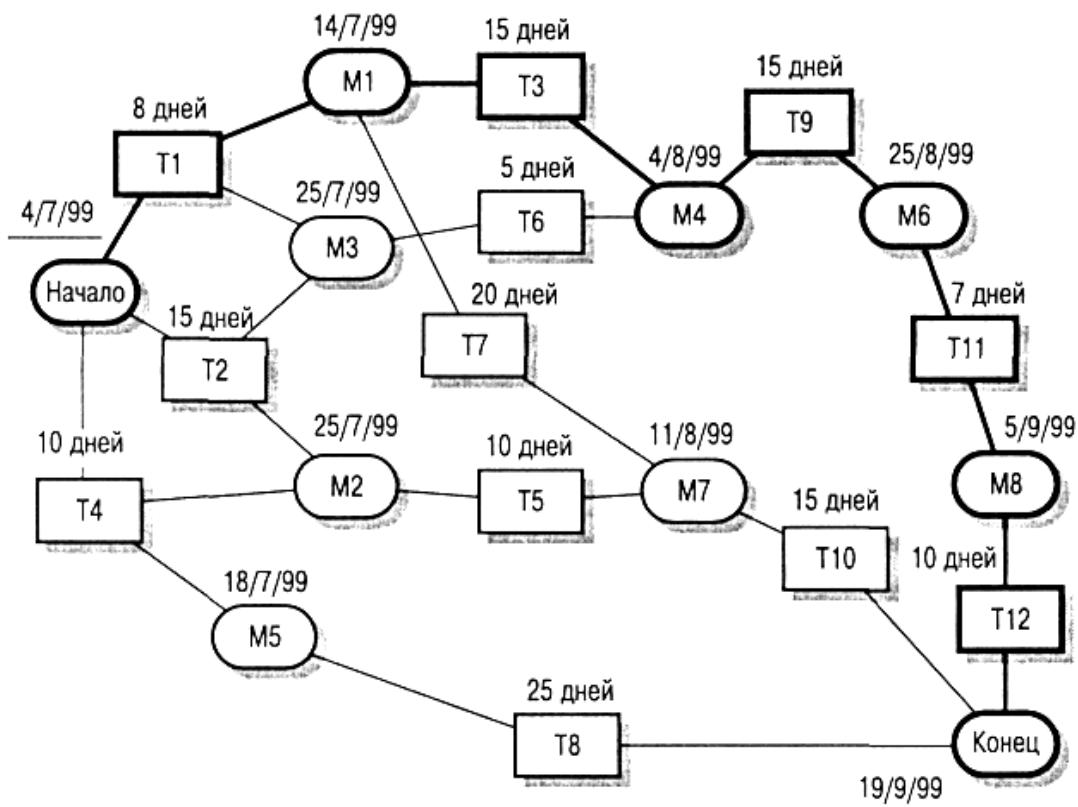 14/7/99
15 дней
M1
T3
15 дней
8 дней
T9
T1
5 дней
4/8/99
25/8/99
25/7/99
4/7/99
M3
T6
M4
M6
Начало
15 дней
20 дней
7 дней
T2
T7
T11
10 дней
25/7/99
10 дней
11/8/99
5/9/99
T4
M2
T5
M7
M8
15 дней
18/7/99
T10
10 дней
M5
T12
25 дней
T8
Конец
19/9/99